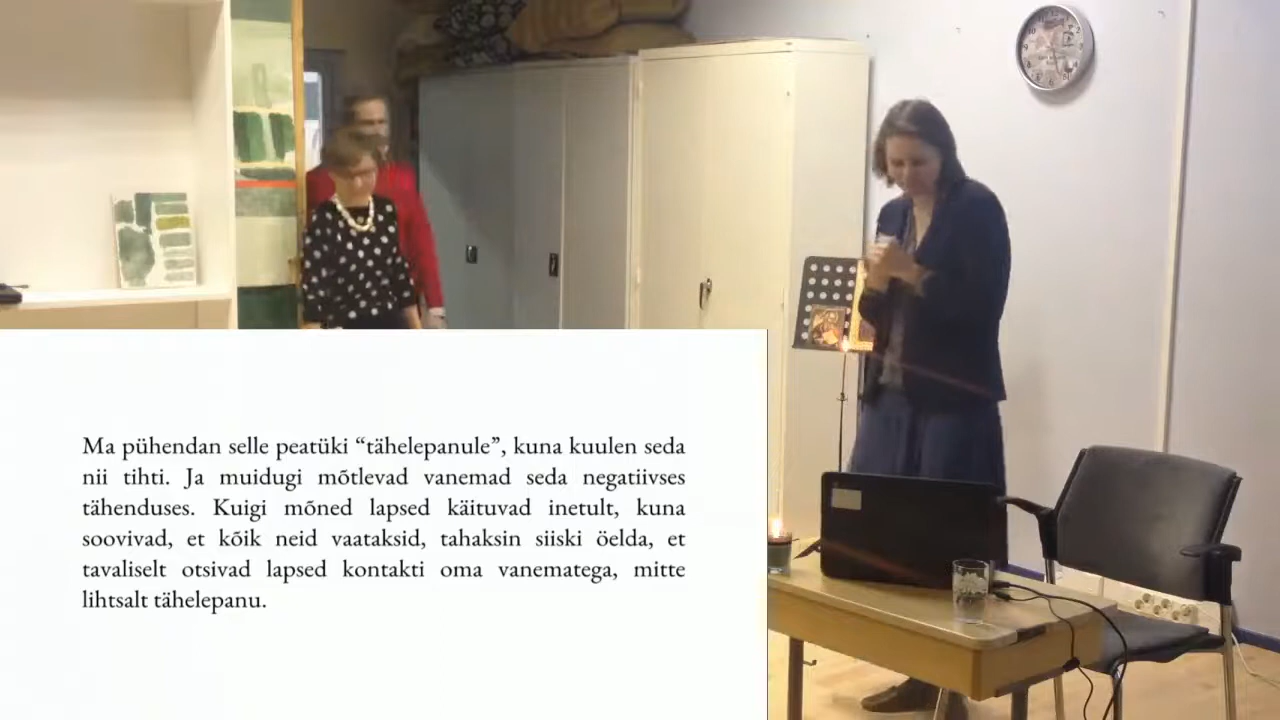 Ma pühendan selle peatüki “tähelepanule”, kuna kuulen seda
nii tihti. Ja muidugi mõtlevad vanemad seda negatiivses
tähenduses. Kuigi mõned lapsed käituvad inetult, kuna
soovivad, et kõik neid vaataksid, tahaksin siiski öelda, et
tavaliselt otsivad lapsed kontakti oma vanematega, mitte
lihtsalt tähelepanu.